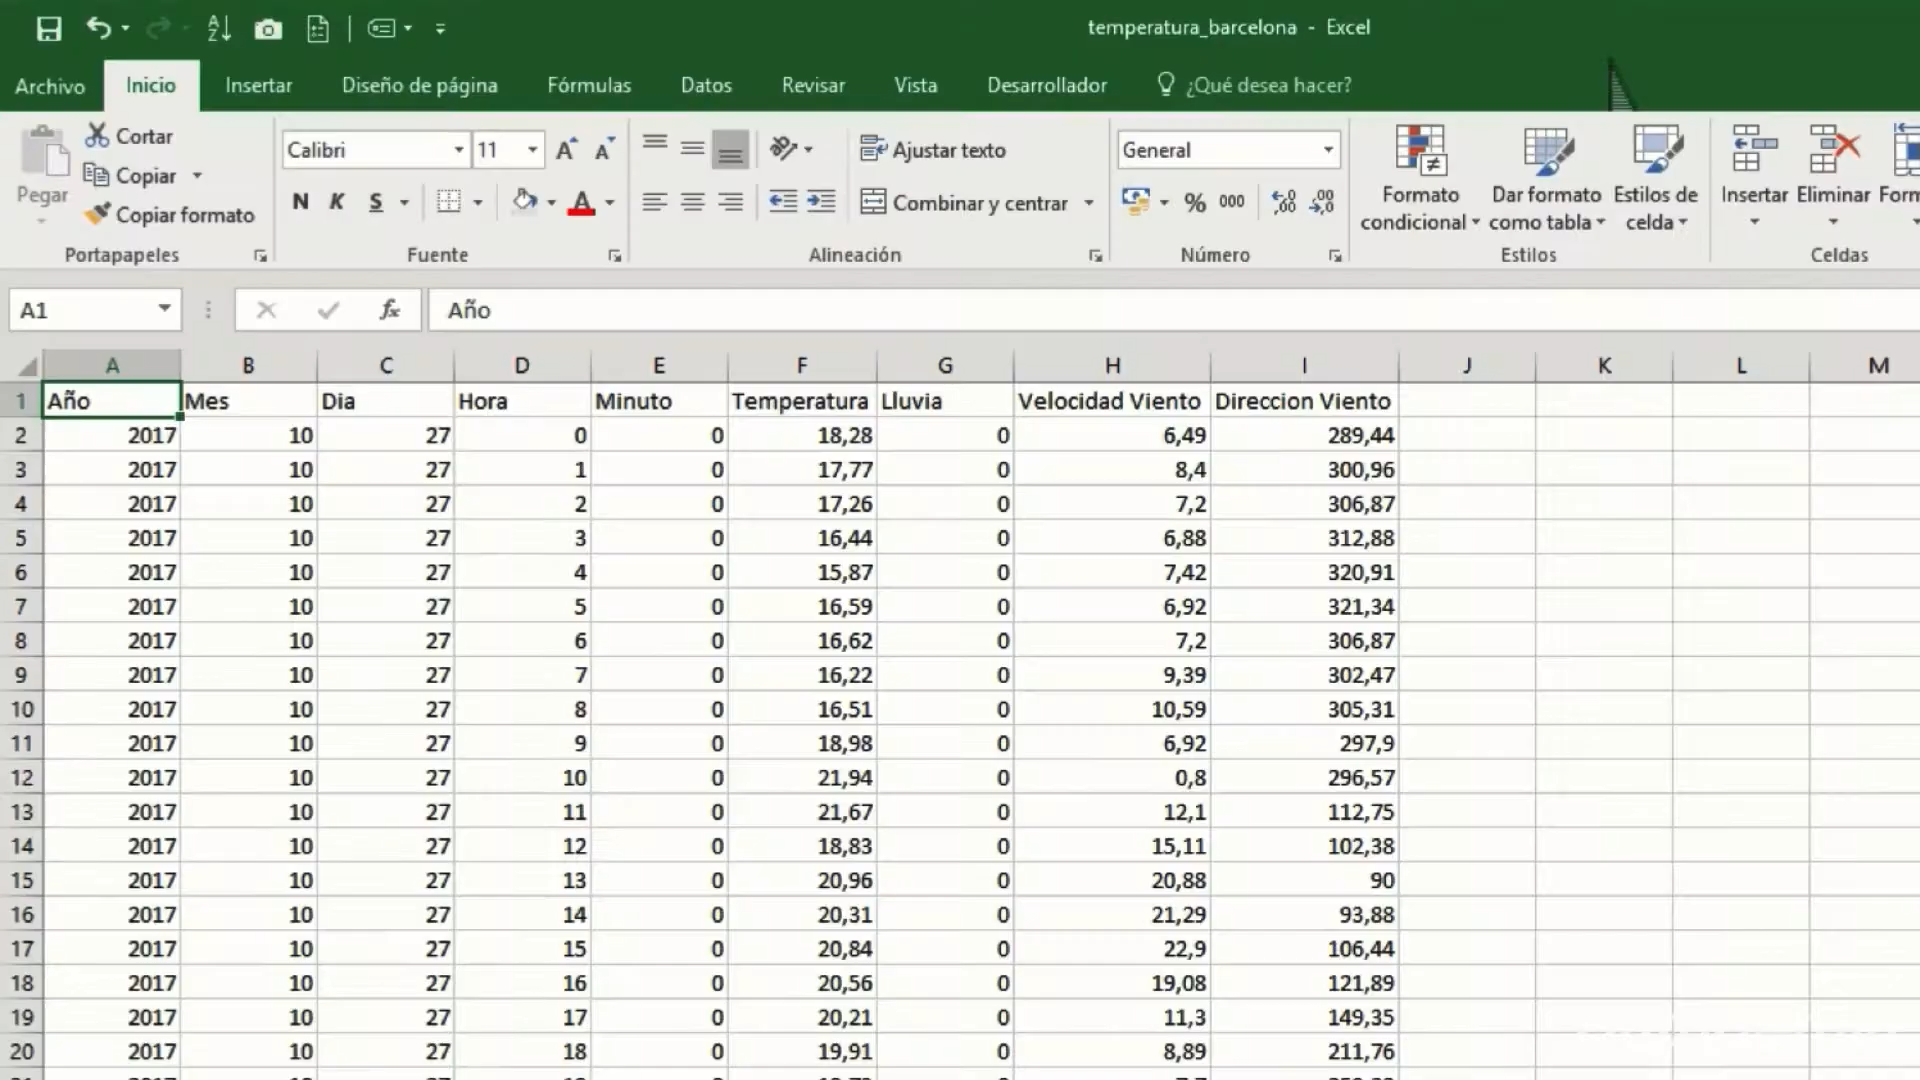 temperatura_barcelona - Excel
Archivo Inicio Insertar Diseño de página Fórmulas Datos Revisar Vista Desarrollador ¿Qué desea hacer?
Pegar
Cortar
Copiar
Copiar formato
Portapapeles
Calibri 11
N K S
Fuente
Ajustar texto
Combinar y centrar
Alineación
General
% 000
Número
Formato condicional
Dar formato como tabla
Estilos de celda
Estilos
Insertar Eliminar Form
Celdas
A1 fx Año
A B C D E F G H I J K L M
1 Año Mes Dia Hora Minuto Temperatura Lluvia Velocidad Viento Direccion Viento
2 2017 10 27 0 0 18,28 0 6,49 289,44
3 2017 10 27 1 0 17,77 0 8,4 300,96
4 2017 10 27 2 0 17,26 0 7,2 306,87
5 2017 10 27 3 0 16,44 0 6,88 312,88
6 2017 10 27 4 0 15,87 0 7,42 320,91
7 2017 10 27 5 0 16,59 0 6,92 321,34
8 2017 10 27 6 0 16,62 0 7,2 306,87
9 2017 10 27 7 0 16,22 0 9,39 302,47
10 2017 10 27 8 0 16,51 0 10,59 305,31
11 2017 10 27 9 0 18,98 0 6,92 297,9
12 2017 10 27 10 0 21,94 0 0,8 296,57
13 2017 10 27 11 0 21,67 0 12,1 112,75
14 2017 10 27 12 0 18,83 0 15,11 102,38
15 2017 10 27 13 0 20,96 0 20,88 90
16 2017 10 27 14 0 20,31 0 21,29 93,88
17 2017 10 27 15 0 20,84 0 22,9 106,44
18 2017 10 27 16 0 20,56 0 19,08 121,89
19 2017 10 27 17 0 20,21 0 11,3 149,35
20 2017 10 27 18 0 19,91 0 8,89 211,76